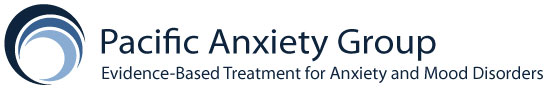 Pacific Anxiety Group
Evidence-Based Treatment for Anxiety and Mood Disorders